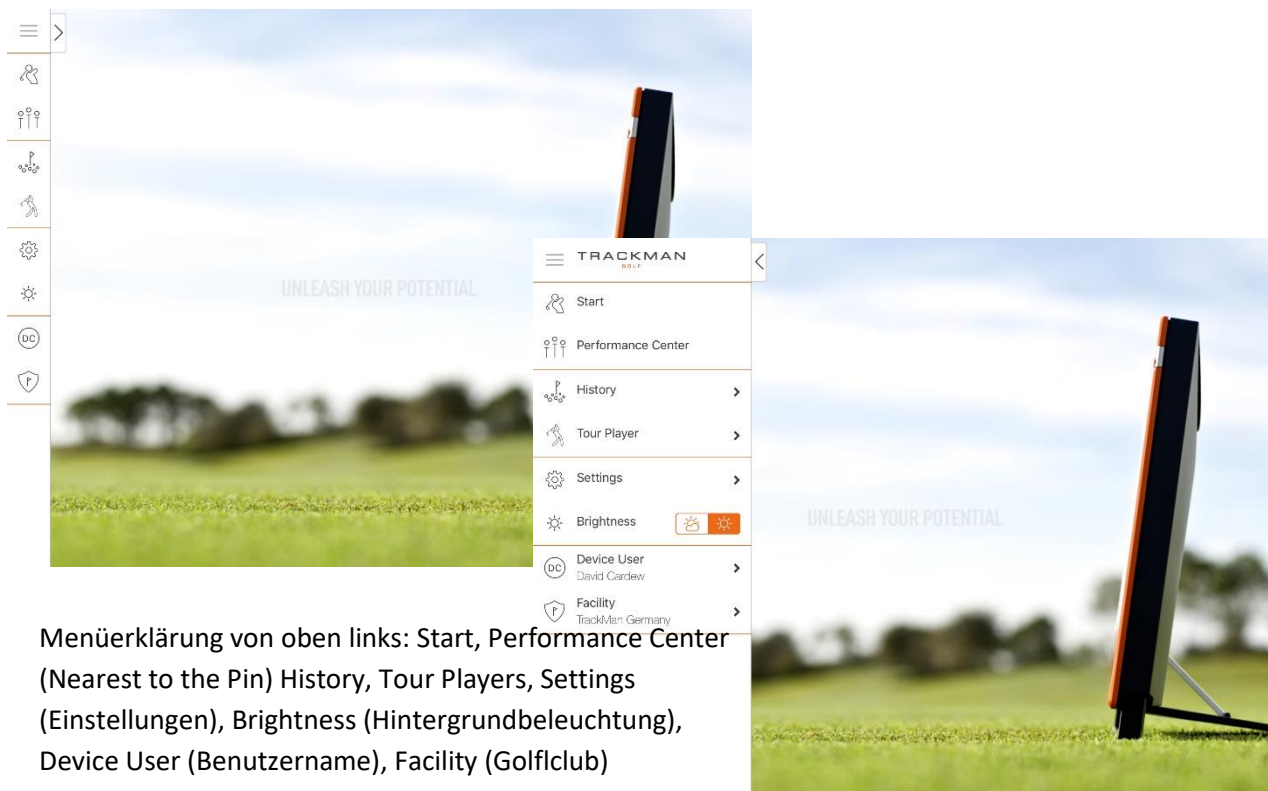 DC
UNLEASH YOUR POTENTIAL
TRACKMAN
GOLF
Start
Performance Center
History
Tour Player
Settings
Brightness
DC
Device User
David Cardew
Facility
TrackMan Germany
UNLEASH YOUR POTENTIAL
Menüerklärung von oben links: Start, Performance Center
(Nearest to the Pin) History, Tour Players, Settings
(Einstellungen), Brightness (Hintergrundbeleuchtung),
Device User (Benutzername), Facility (Golflclub)